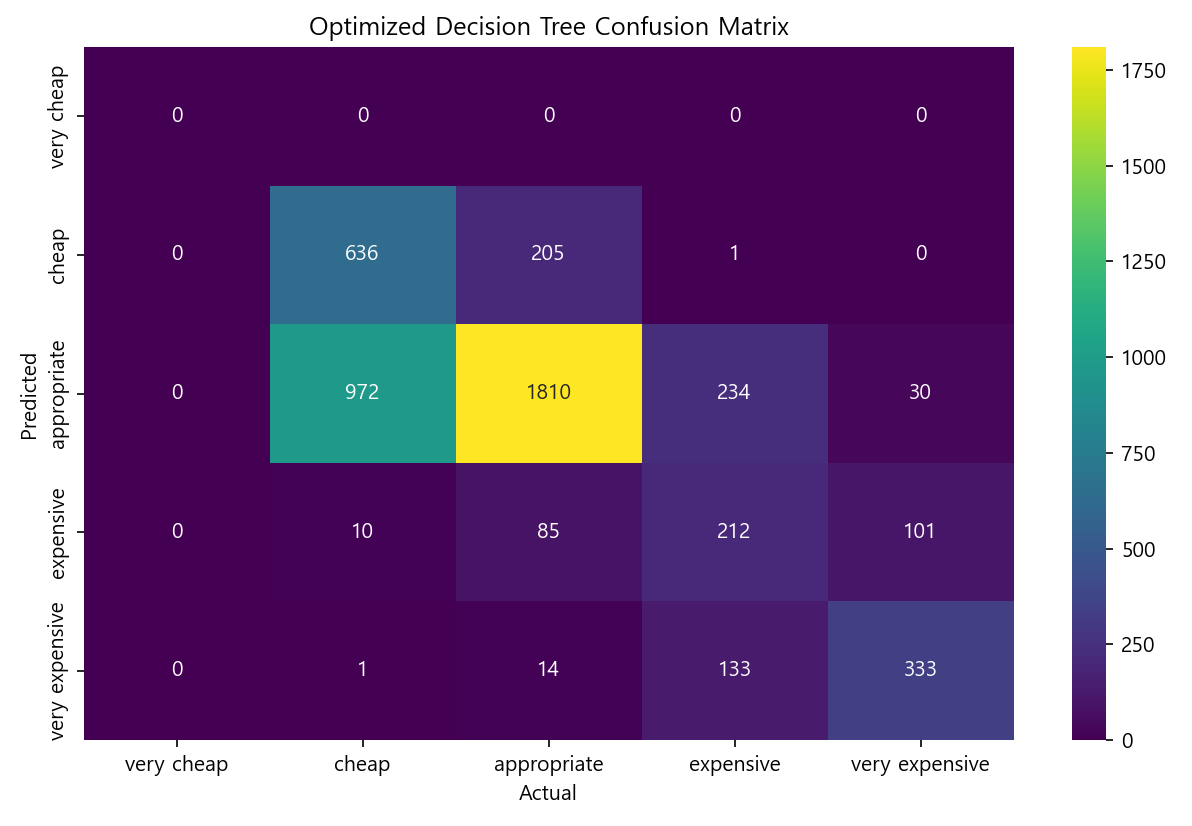 Optimized Decision Tree Confusion Matrix
very cheap
0 0 0 0 0
cheap
0 636 205 1 0
appropriate
0 972 1810 234 30
expensive
0 10 85 212 101
very expensive
0 1 14 133 333
Predicted
very cheap cheap appropriate expensive very expensive
Actual
1750
1500
1250
1000
750
500
250
0